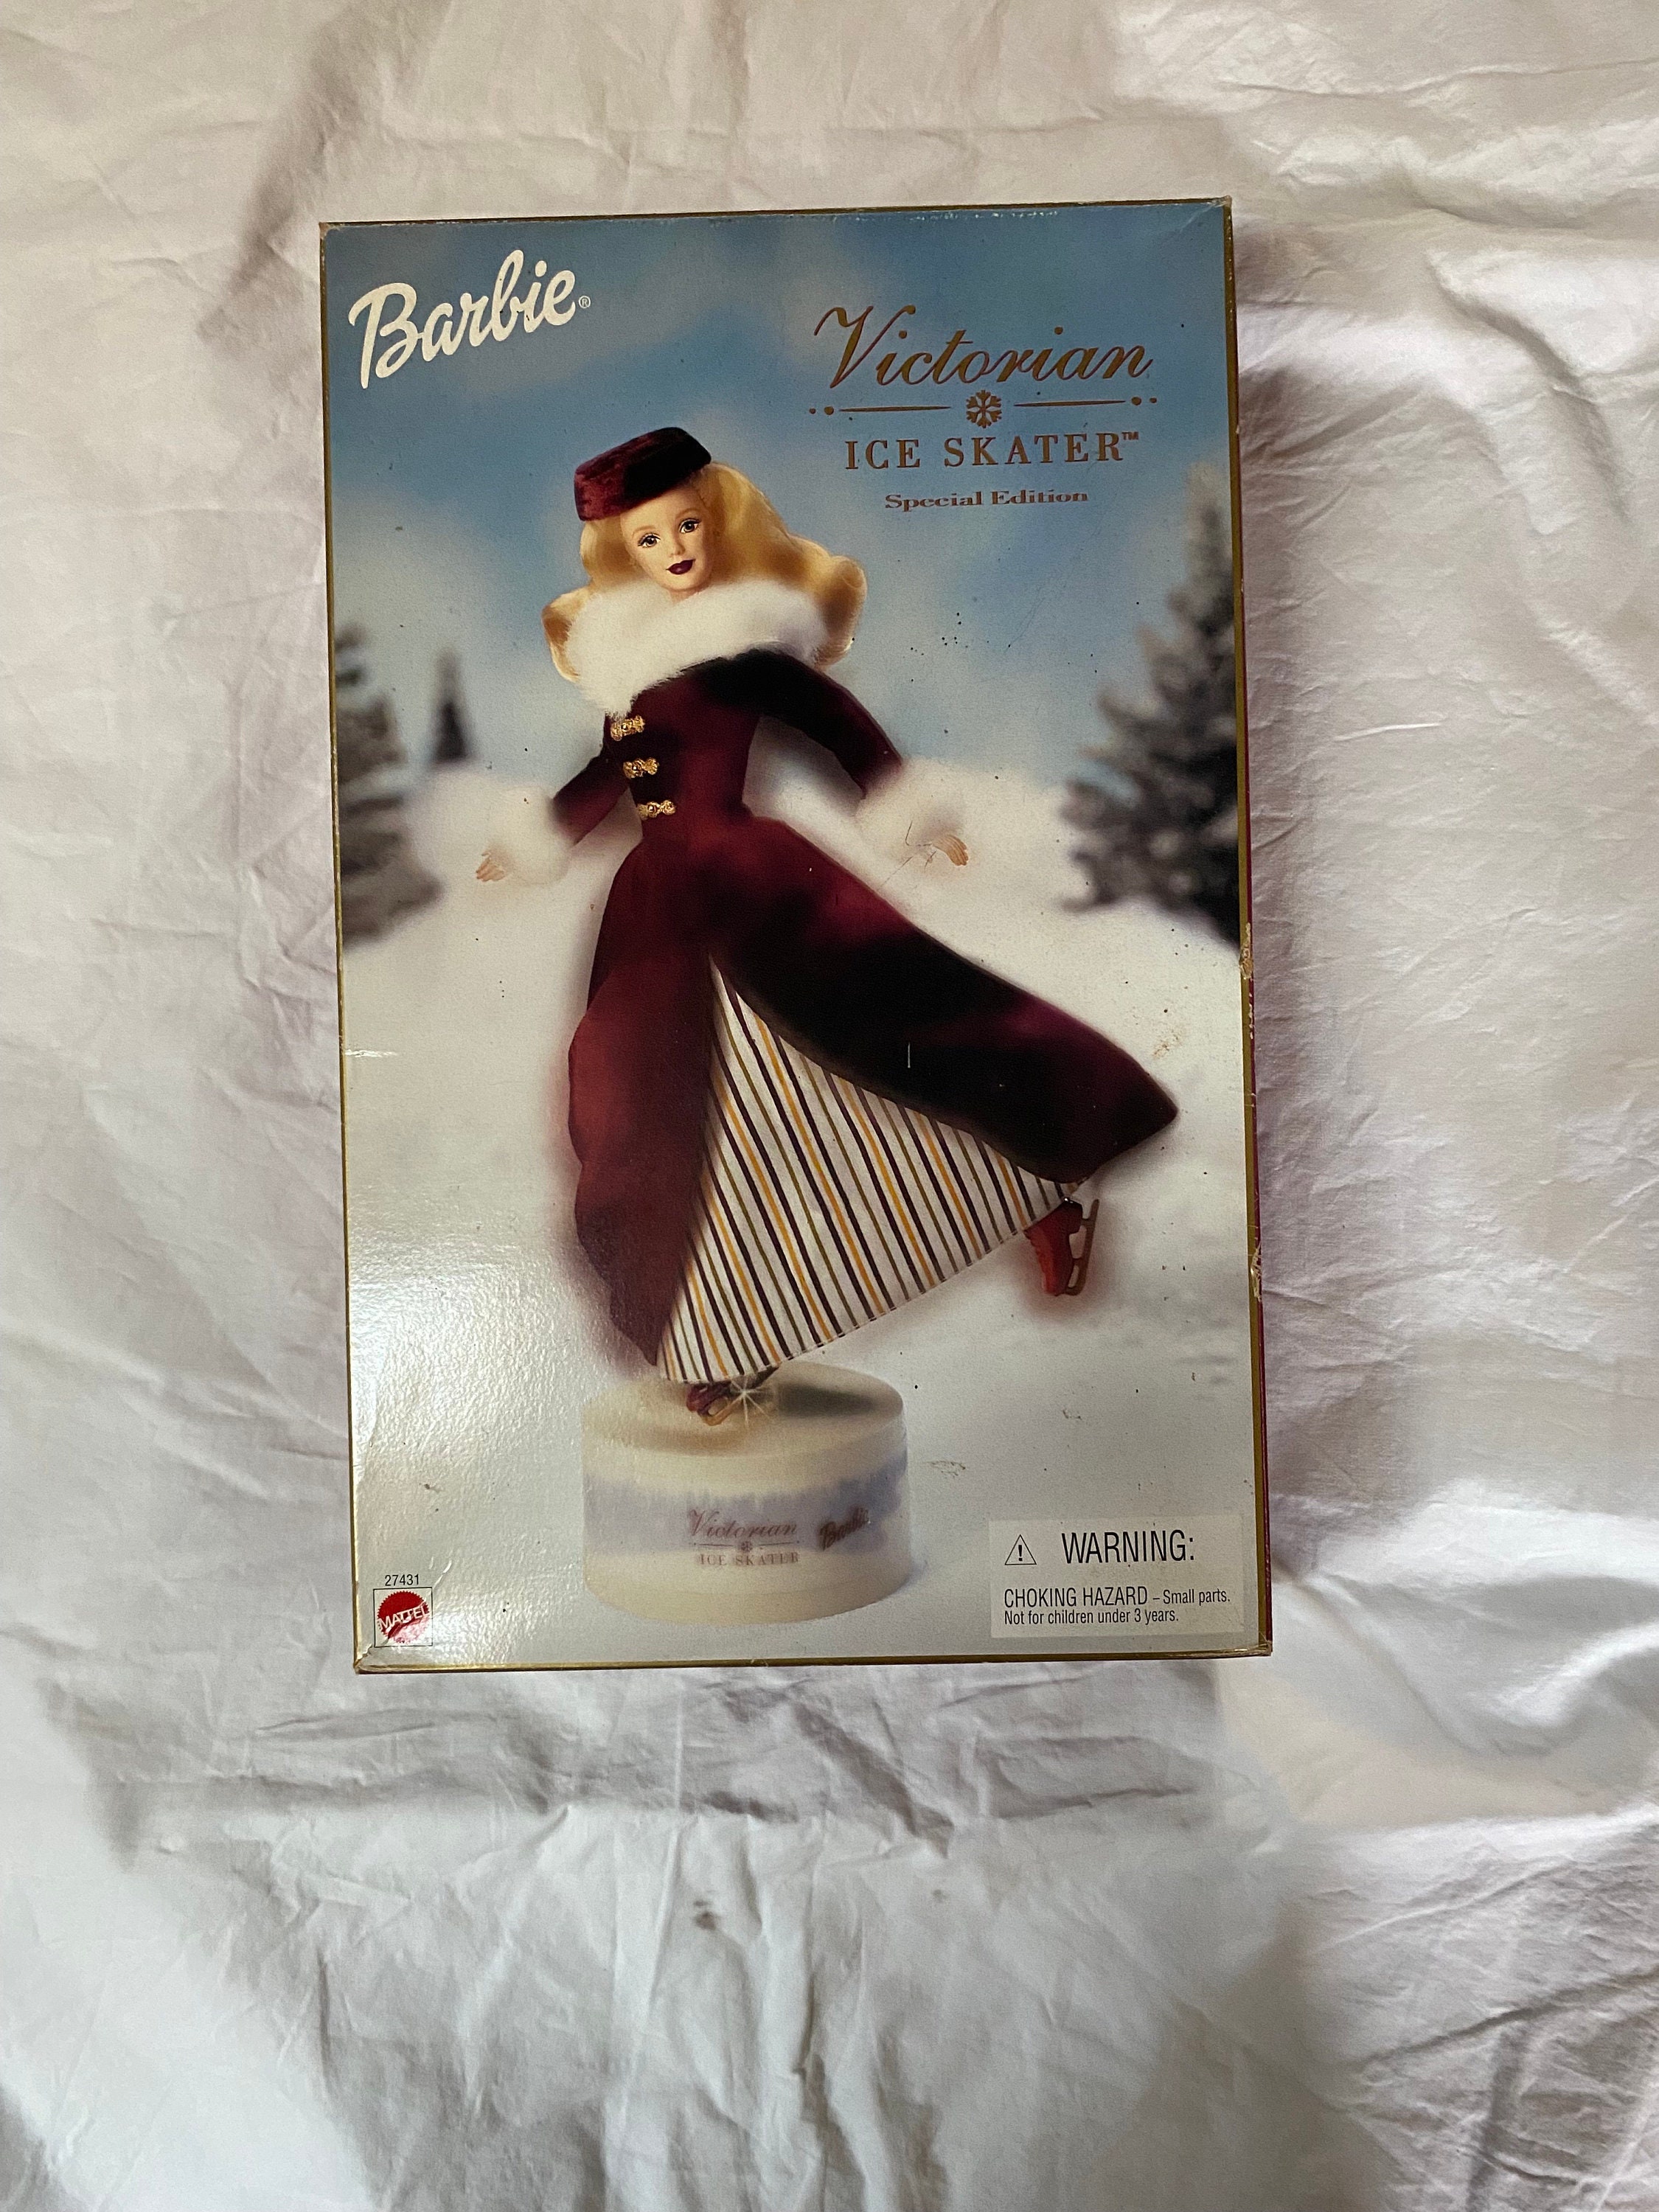 Barbie®
Victorian
ICE SKATER™
Special Edition
Victorian
ICE SKATER
Barbie
27431
MATTEL
WARNING:
CHOKING HAZARD – Small parts.
Not for children under 3 years.